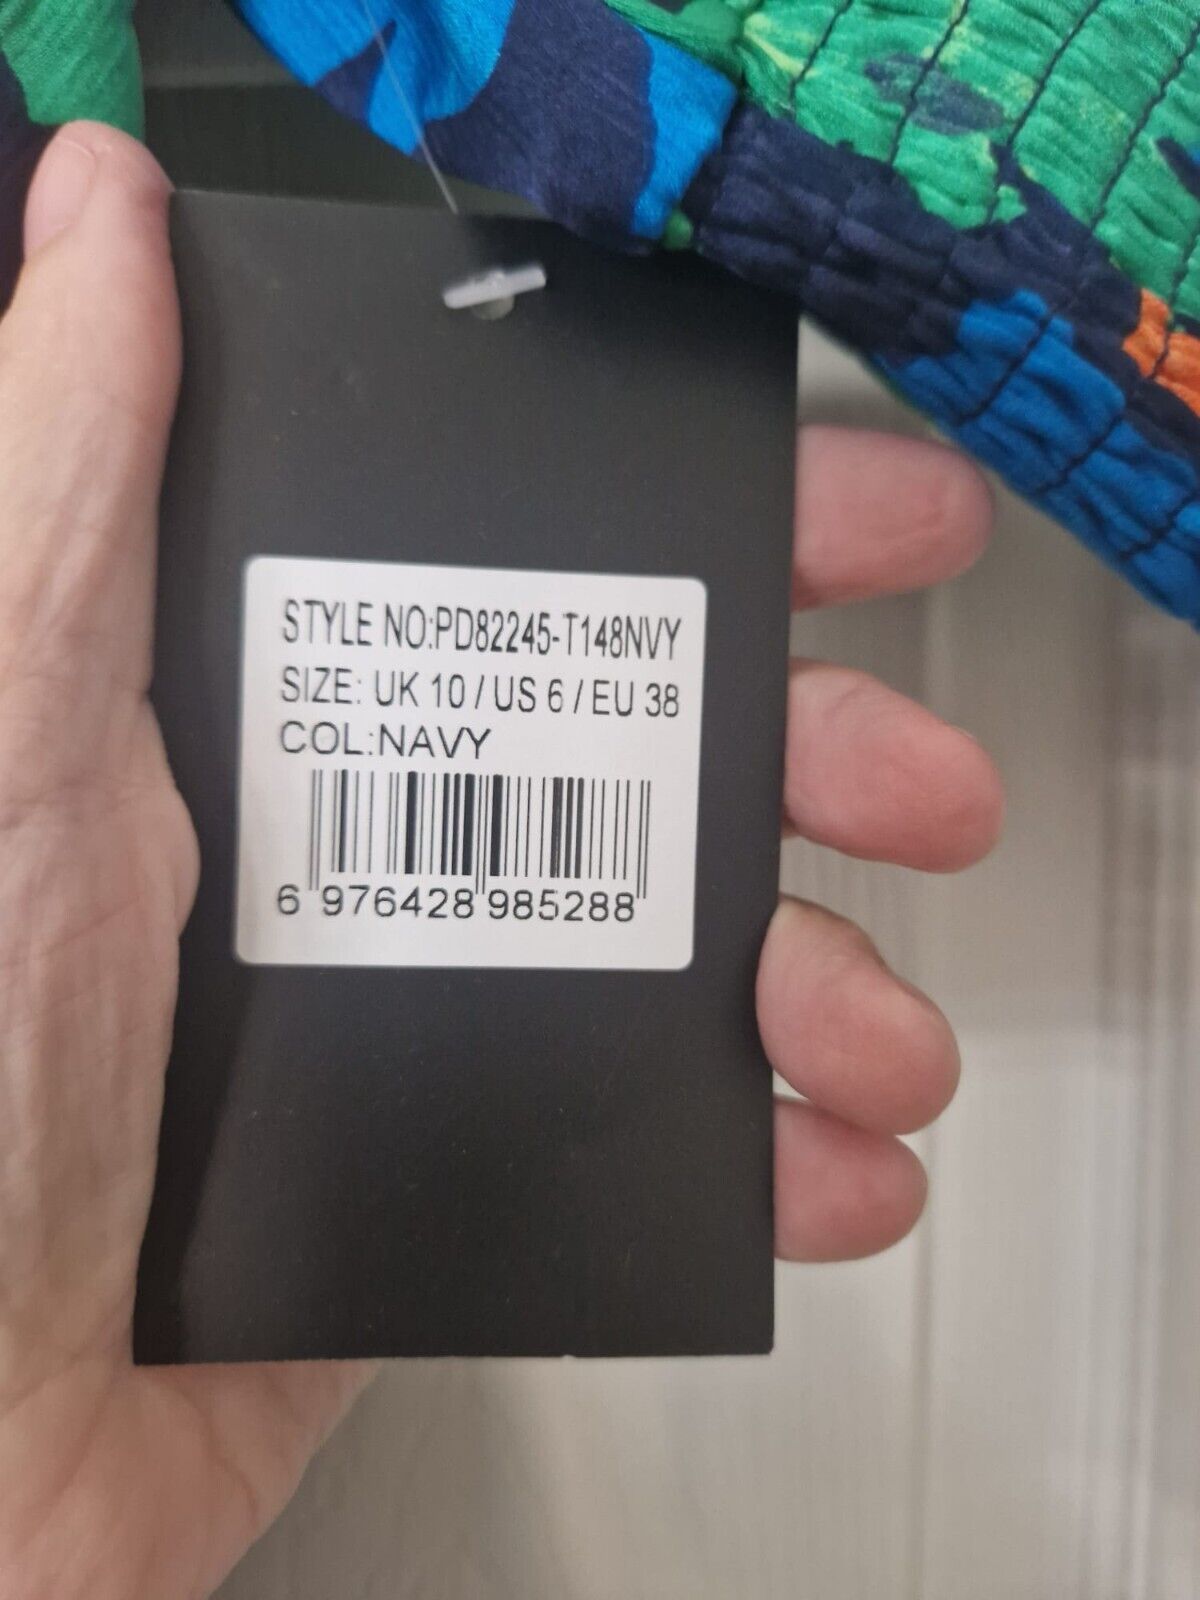 STYLE NO:PD82245-T148NVY
SIZE: UK 10 / US 6 / EU 38
COL:NAVY
6 976428 985288